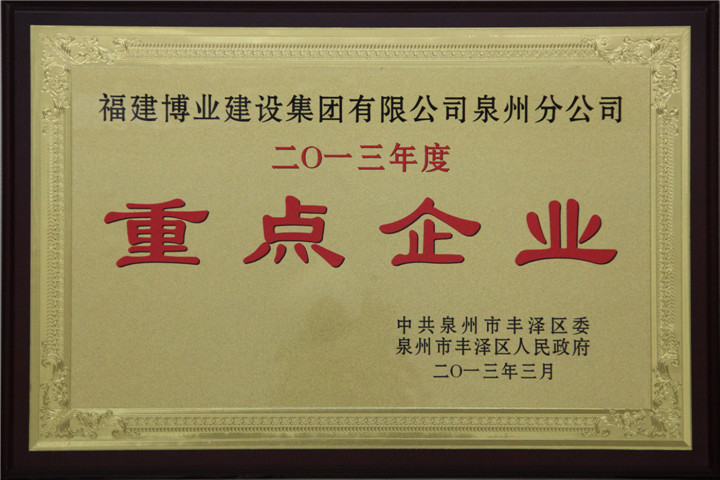 福建博业建设集团有限公司泉州分公司
二〇一三年度
重点企业
中共泉州市丰泽区委
泉州市丰泽区人民政府
二〇一三年三月